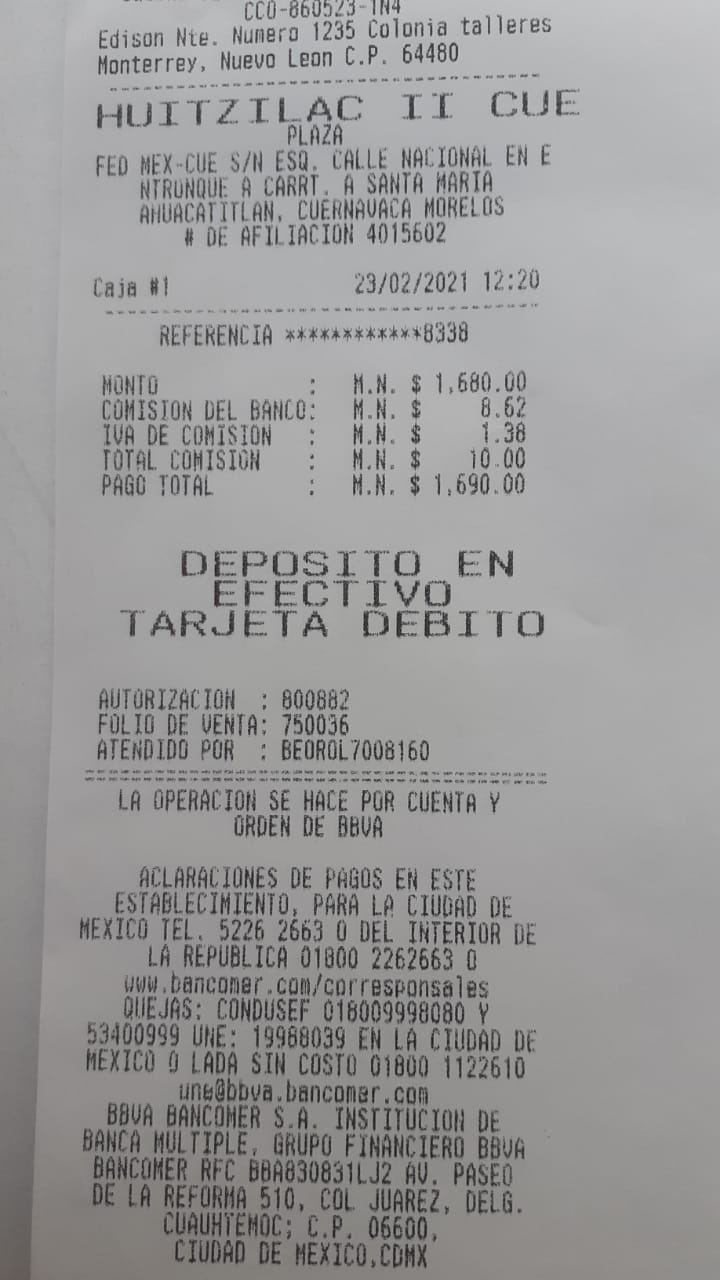 CCO-860523-1N4
Edison Nte. Numero 1235 Colonia talleres
Monterrey, Nuevo Leon C.P. 64480
HUITZILAC II CUE
PLAZA
FED MEX-CUE S/N ESQ. CALLE NACIONAL EN E
NTRONQUE A CARRT. A SANTA MARIA
AHUACATITLAN, CUERNAVACA MORELOS
# DE AFILIACION 4015602
Caja #1 23/02/2021 12:20
REFERENCIA ************8338
MONTO : M.N. $ 1,680.00
COMISION DEL BANCO: M.N. $ 8.62
IVA DE COMISION : M.N. $ 1.38
TOTAL COMISION : M.N. $ 10.00
PAGO TOTAL : M.N. $ 1,690.00
DEPOSITO EN
EFECTIVO
TARJETA DEBITO
AUTORIZACION : 800882
FOLIO DE VENTA: 750036
ATENDIDO POR : BEOROL7008160
LA OPERACION SE HACE POR CUENTA Y
ORDEN DE BBVA
ACLARACIONES DE PAGOS EN ESTE
ESTABLECIMIENTO, PARA LA CIUDAD DE
MEXICO TEL. 5226 2663 O DEL INTERIOR DE
LA REPUBLICA 01800 2262663 O
www.bancomer.com/corresponsales
QUEJAS: CONDUSEF 018009998080 Y
53400999 UNE: 19988039 EN LA CIUDAD DE
MEXICO O LADA SIN COSTO 01800 1122610
une@bbva.bancomer.com
BBVA BANCOMER S.A. INSTITUCION DE
BANCA MULTIPLE, GRUPO FINANCIERO BBVA
BANCOMER RFC BBA830831LJ2 AV. PASEO
DE LA REFORMA 510, COL JUAREZ, DELG.
CUAUHTEMOC; C.P. 06600,
CIUDAD DE MEXICO,CDMX